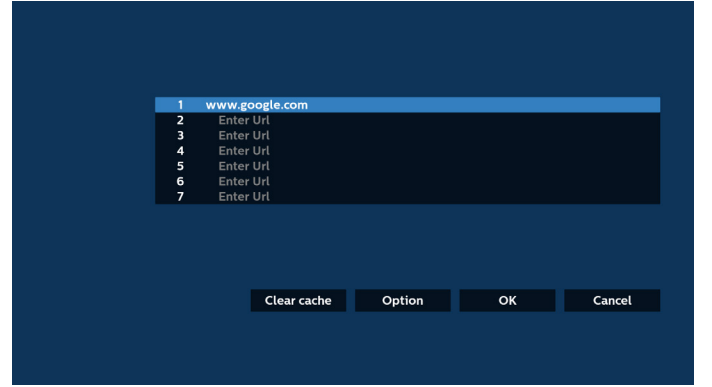 1 www.google.com
2 Enter Url
3 Enter Url
4 Enter Url
5 Enter Url
6 Enter Url
7 Enter Url
Clear cache Option OK Cancel